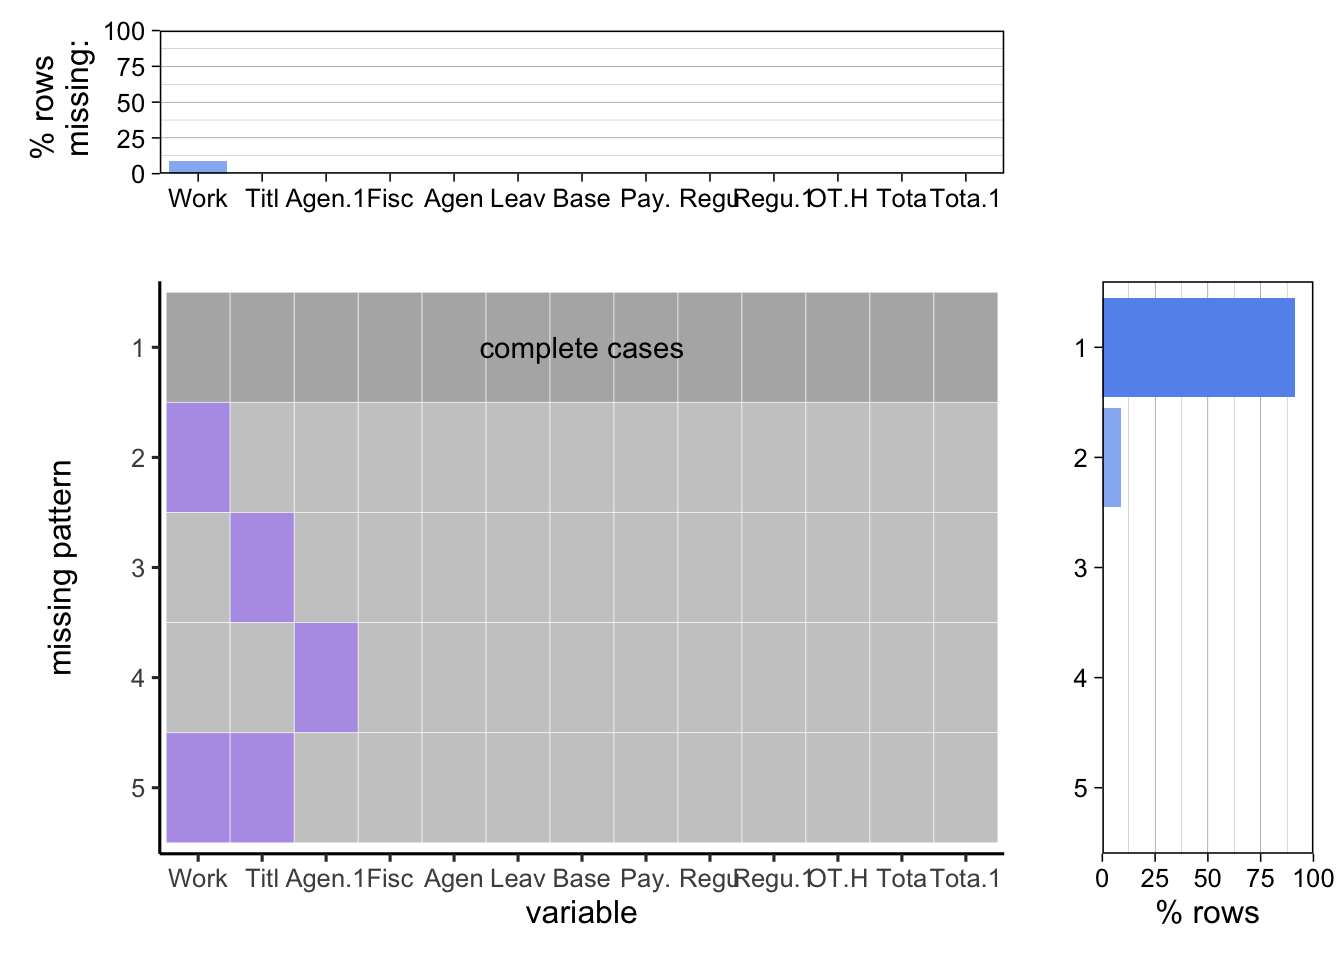 % rows
missing:
100
75
50
25
0
Work Titl Agen.1 Fisc Agen Leav Base Pay. Regu Regu.1 OT.H Tota Tota.1
missing pattern
1
2
3
4
5
complete cases
Work Titl Agen.1 Fisc Agen Leav Base Pay. Regu Regu.1 OT.H Tota Tota.1
variable
1
2
3
4
5
0 25 50 75 100
% rows